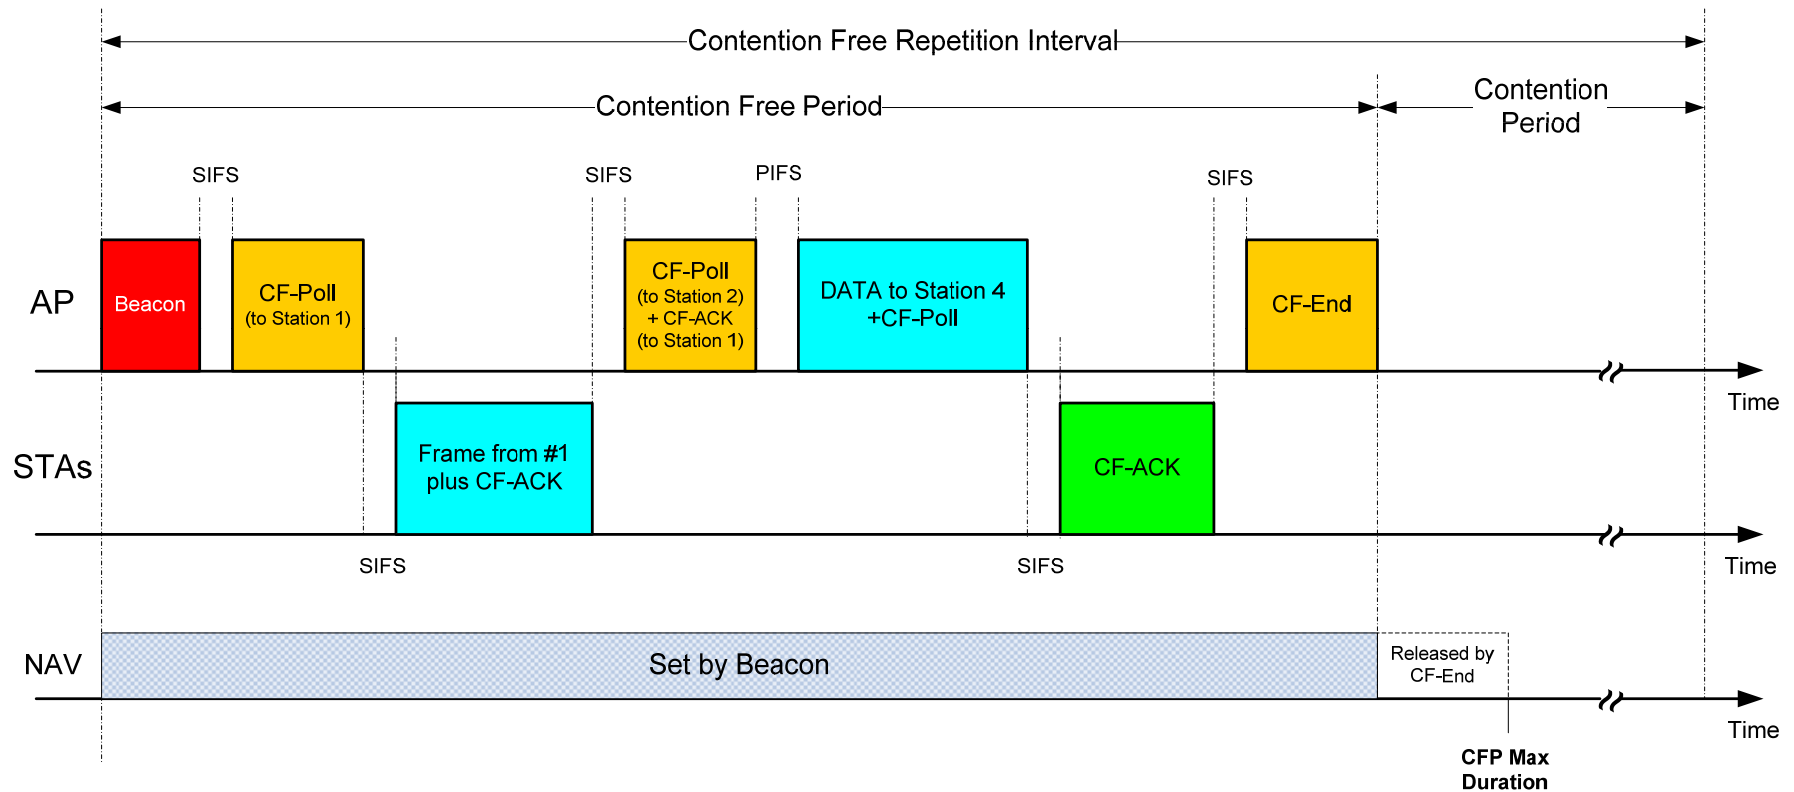 Contention Free Repetition Interval
Contention Free Period
Contention
Period
SIFS
SIFS
PIFS
SIFS
AP
Beacon
CF-Poll
(to Station 1)
CF-Poll
(to Station 2)
+ CF-ACK
(to Station 1)
DATA to Station 4
+CF-Poll
CF-End
Time
STAs
Frame from #1
plus CF-ACK
CF-ACK
SIFS
SIFS
Time
NAV
Set by Beacon
Released by
CF-End
Time
CFP Max
Duration